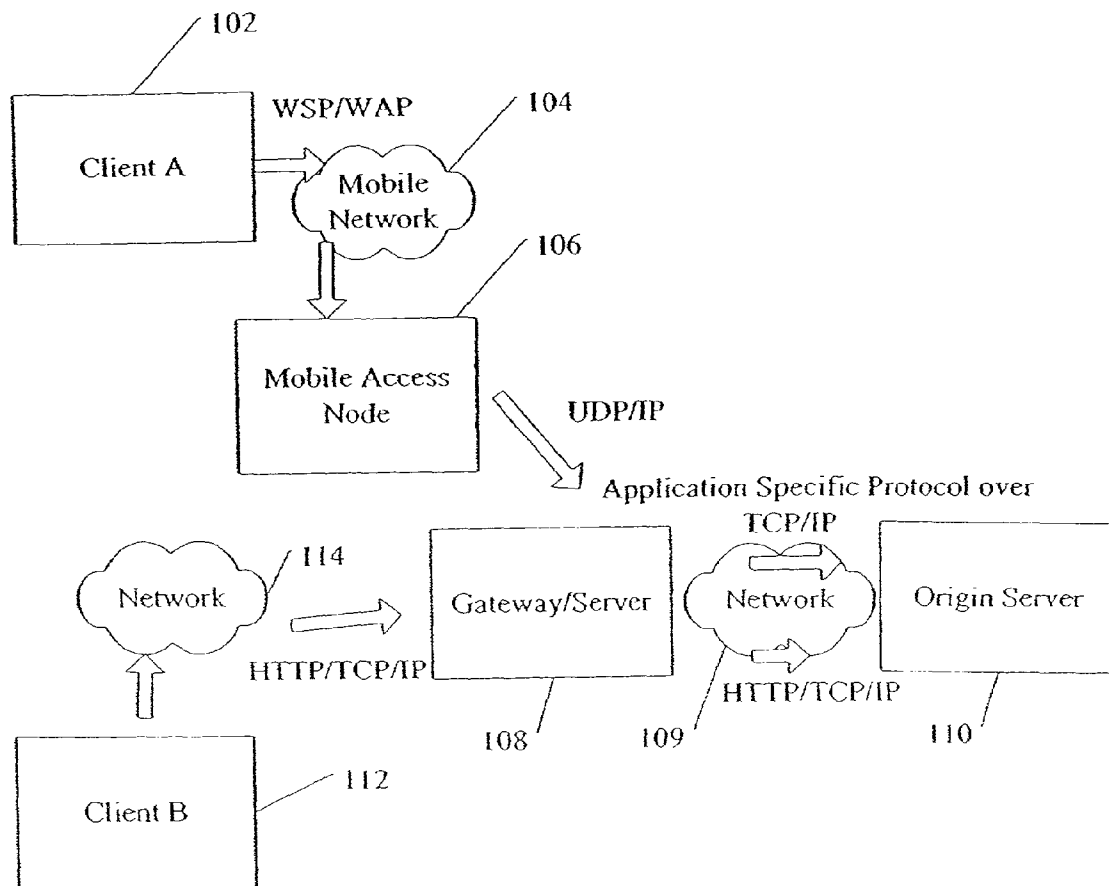 102
WSP/WAP
104
Client A
Mobile
Network
106
Mobile Access
Node
UDP/IP
Application Specific Protocol over
TCP/IP
114
Network
Gateway/Server
Network
Origin Server
HTTP/TCP/IP
HTTP/TCP/IP
108
109
110
112
Client B